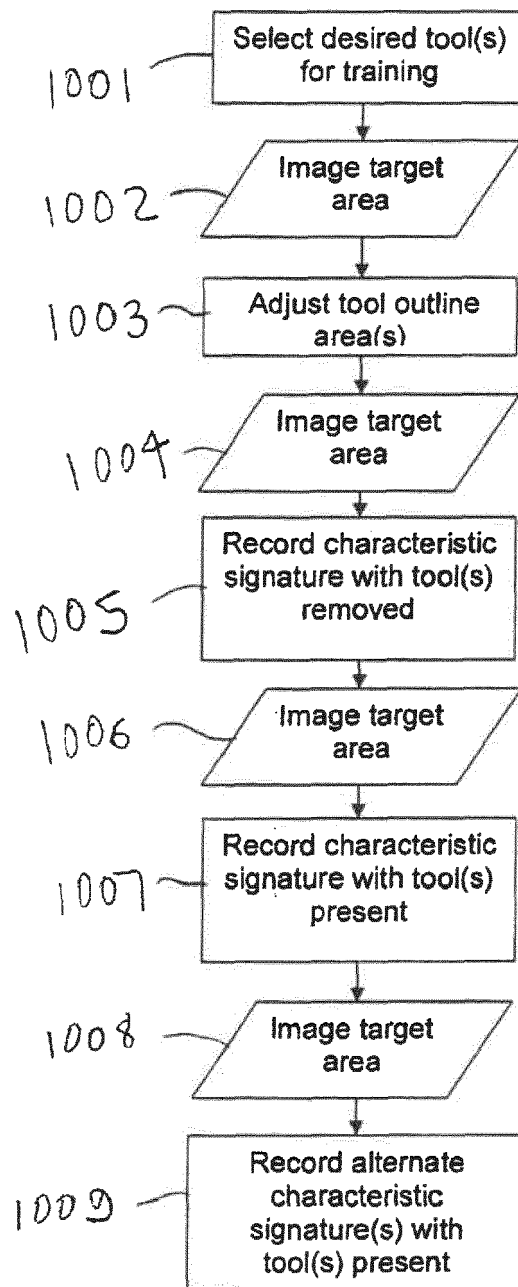 1001
Select desired tool(s)
for training
1002
Image target
area
1003
Adjust tool outline
area(s)
1004
Image target
area
1005
Record characteristic
signature with tool(s)
removed
1006
Image target
area
1007
Record characteristic
signature with tool(s)
present
1008
Image target
area
1009
Record alternate
characteristic
signature(s) with
tool(s) present